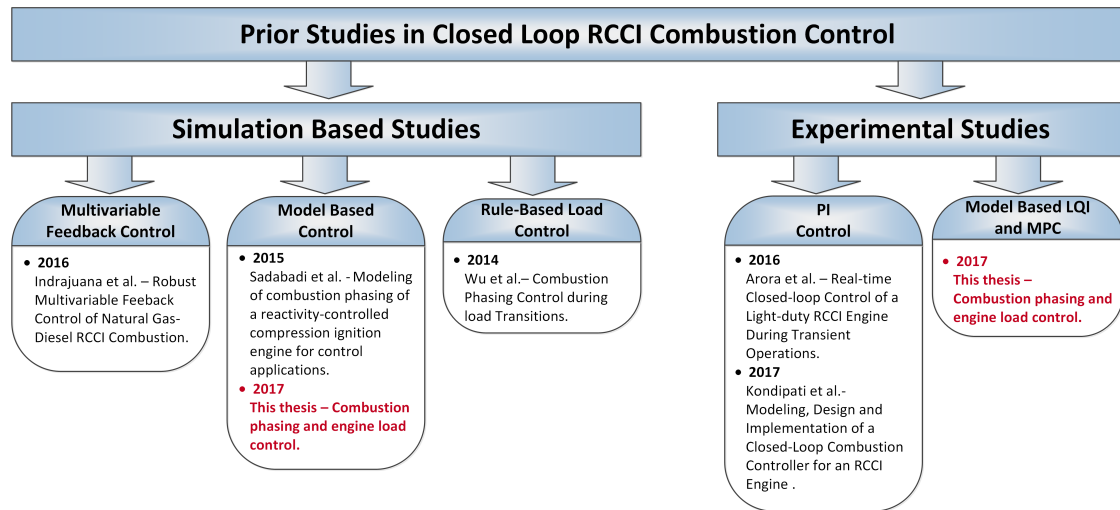 Prior Studies in Closed Loop RCCI Combustion Control
Simulation Based Studies
Experimental Studies
Multivariable
Feedback Control
• 2016
Indrajuana et al. – Robust
Multivariable Feeback
Control of Natural Gas-
Diesel RCCI Combustion.
Model Based
Control
• 2015
Sadabadi et al. - Modeling
of combustion phasing of
a reactivity-controlled
compression ignition
engine for control
applications.
• 2017
This thesis – Combustion
phasing and engine load
control.
Rule-Based Load
Control
• 2014
Wu et al.– Combustion
Phasing Control during
load Transitions.
PI
Control
• 2016
Arora et al. – Real-time
Closed-loop Control of a
Light-duty RCCI Engine
During Transient
Operations.
• 2017
Kondipati et al.-
Modeling, Design and
Implementation of a
Closed-Loop Combustion
Controller for an RCCI
Engine .
Model Based LQI
and MPC
• 2017
This thesis –
Combustion phasing and
engine load control.